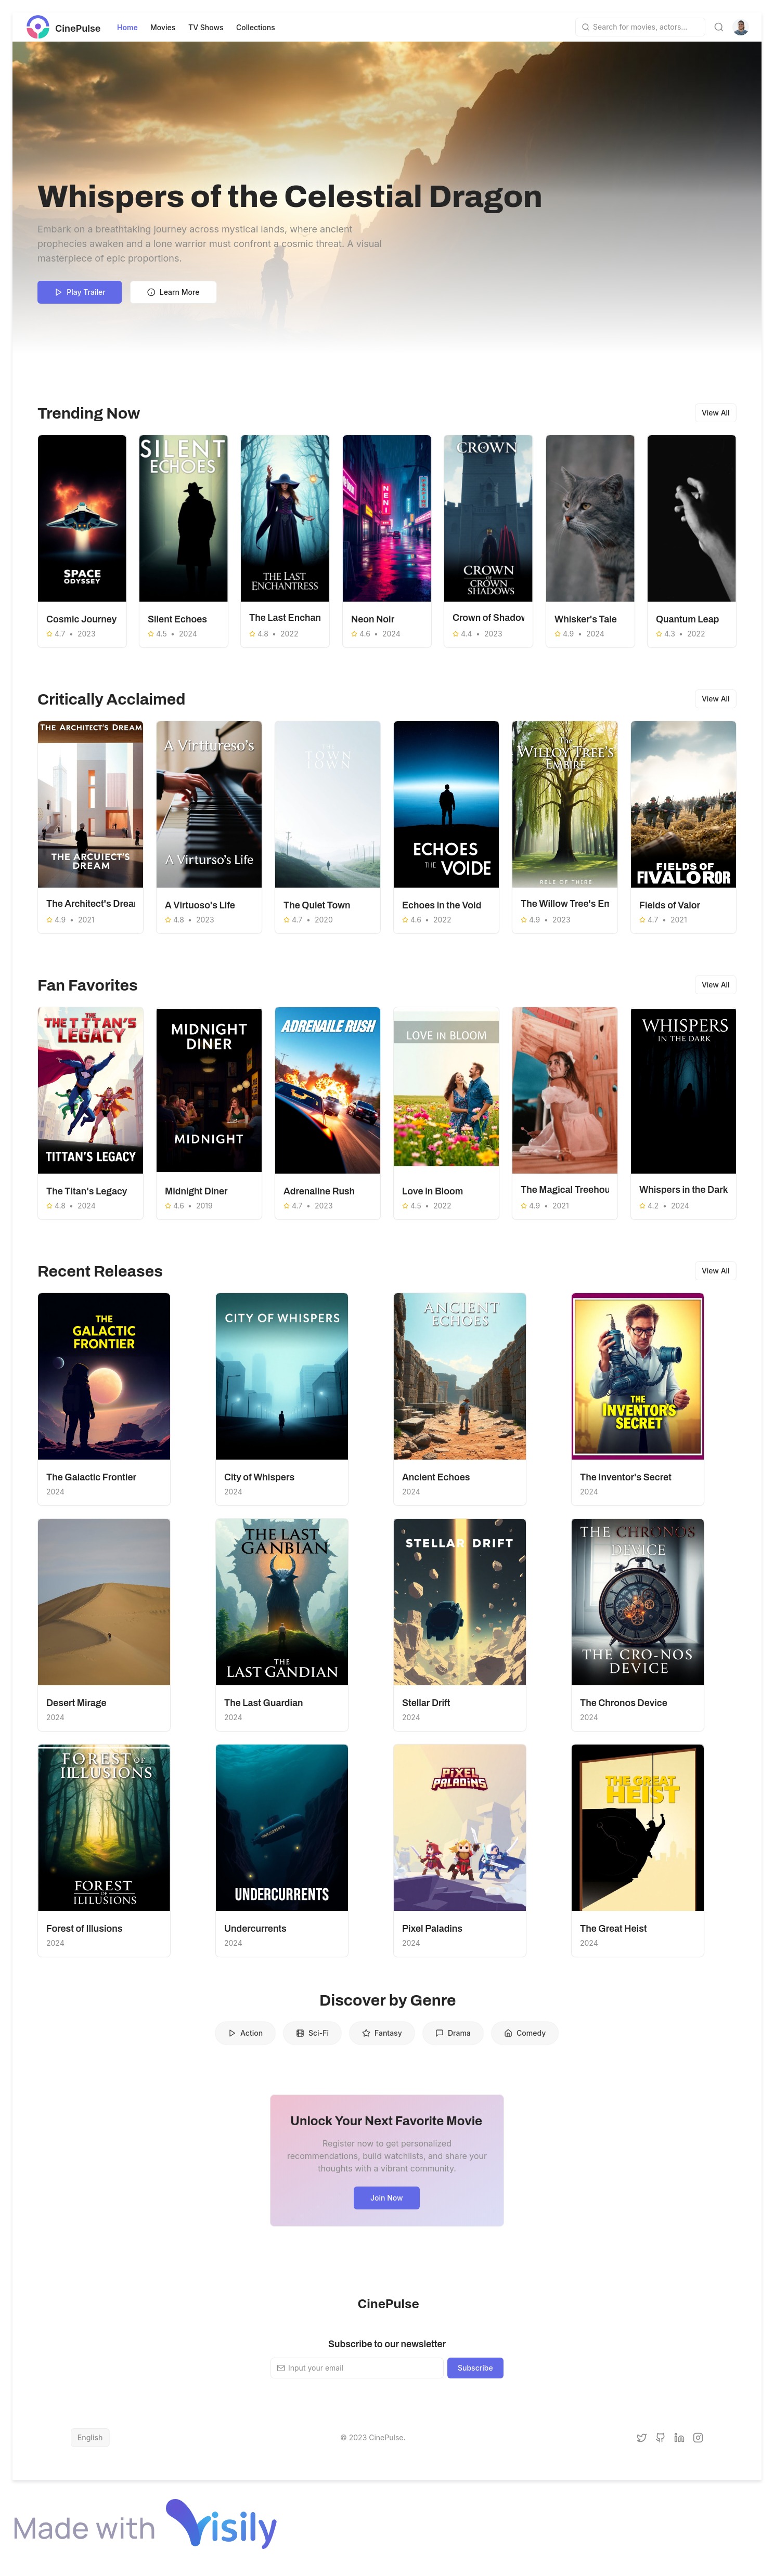 CinePulse
Home Movies TV Shows Collections
Search for movies, actors...
Whispers of the Celestial Dragon
Embark on a breathtaking journey across mystical lands, where ancient
prophecies awaken and a lone warrior must confront a cosmic threat. A visual
masterpiece of epic proportions.
Play Trailer Learn More
Trending Now
View All
SPACE
ODYSSEY
SILENT
ECHOES
THE LAST
ENCHANTRESS
NENI
CROWN
CROWN
OF
CROWN
SHADOWS
Cosmic Journey
4.7 • 2023
Silent Echoes
4.5 • 2024
The Last Enchan
4.8 • 2022
Neon Noir
4.6 • 2024
Crown of Shadow
4.4 • 2023
Whisker's Tale
4.9 • 2024
Quantum Leap
4.3 • 2022
Critically Acclaimed
View All
THE ARCHITECT'S DREAM
THE ARCUIECT'S
DREAM
A Virttureso's
A Virturso's Life
TOWN
TOWN
ECHOES
THE VOIDE
The
WILLOY TREE'S
EMPIRE
RELE OF THIRE
FIELDS OF
FIVALOROR
The Architect's Drea
4.9 • 2021
A Virtuoso's Life
4.8 • 2023
The Quiet Town
4.7 • 2020
Echoes in the Void
4.6 • 2022
The Willow Tree's Em
4.9 • 2023
Fields of Valor
4.7 • 2021
Fan Favorites
View All
THE
THE TTTAN'S
LEGACY
TITTAN'S LEGACY
MIDNIGHT
DINER
MIDNIGHT
ADRENAILE RUSH
LOVE IN BLOOM
WHISPERS
IN THE DARK
The Titan's Legacy
4.8 • 2024
Midnight Diner
4.6 • 2019
Adrenaline Rush
4.7 • 2023
Love in Bloom
4.5 • 2022
The Magical Treehou
4.9 • 2021
Whispers in the Dark
4.2 • 2024
Recent Releases
View All
THE
GALACTIC
FRONTIER
CITY OF WHISPERS
ANCIENT
ECHOES
THE
INVENTOR'S
SECRET
The Galactic Frontier
2024
City of Whispers
2024
Ancient Echoes
2024
The Inventor's Secret
2024
THE LAST
GANBIAN
THE
LAST GANDIAN
STELLAR DRIFT
THE CHRONOS
DEVICE
THE CRO-NOS
DEVICE
Desert Mirage
2024
The Last Guardian
2024
Stellar Drift
2024
The Chronos Device
2024
FOREST OF
IILLUSIONS
FOREST
OF
ILILUSIONS
UNDERCURRENTS
PIXEL
PALADINS
THE GREAT
HEIST
Forest of Illusions
2024
Undercurrents
2024
Pixel Paladins
2024
The Great Heist
2024
Discover by Genre
Action Sci-Fi Fantasy Drama Comedy
Unlock Your Next Favorite Movie
Register now to get personalized
recommendations, build watchlists, and share your
thoughts with a vibrant community.
Join Now
CinePulse
Subscribe to our newsletter
Input your email Subscribe
English © 2023 CinePulse.
Made with Visily